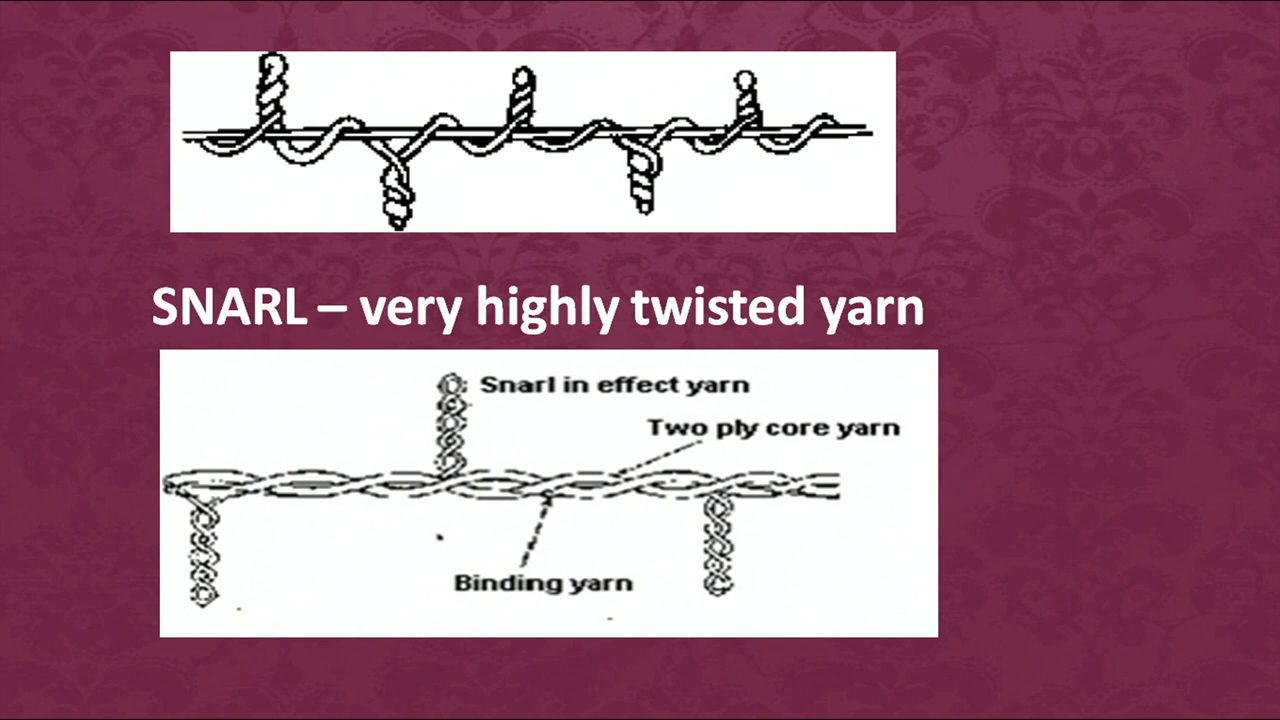 SNARL – very highly twisted yarn
Snarl in effect yarn
Two ply core yarn
Binding yarn